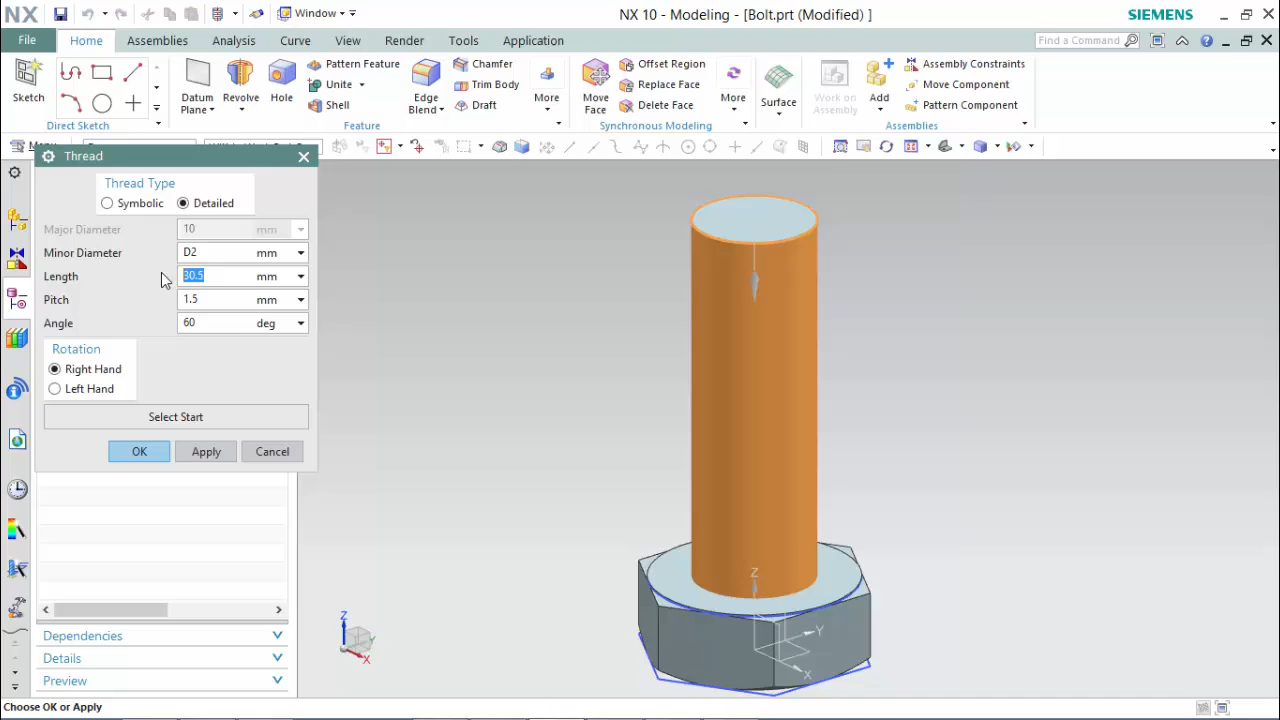 NX
Window
NX 10 - Modeling - [Bolt.prt (Modified) ]
SIEMENS
File
Home
Assemblies
Analysis
Curve
View
Render
Tools
Application
Find a Command
Sketch
Direct Sketch
Datum
Plane
Revolve
Hole
Pattern Feature
Unite
Shell
Edge
Blend
Chamfer
Trim Body
Draft
More
Feature
Move
Face
Offset Region
Replace Face
Delete Face
More
Synchronous Modeling
Surface
Work on
Assembly
Add
Assembly Constraints
Move Component
Pattern Component
Assemblies
Thread
Thread Type
Symbolic
Detailed
Major Diameter 10 mm
Minor Diameter D2 mm
Length 30.5 mm
Pitch 1.5 mm
Angle 60 deg
Rotation
Right Hand
Left Hand
Select Start
OK
Apply
Cancel
Z
Y
X
Z
Y
X
Dependencies
Details
Preview
Choose OK or Apply